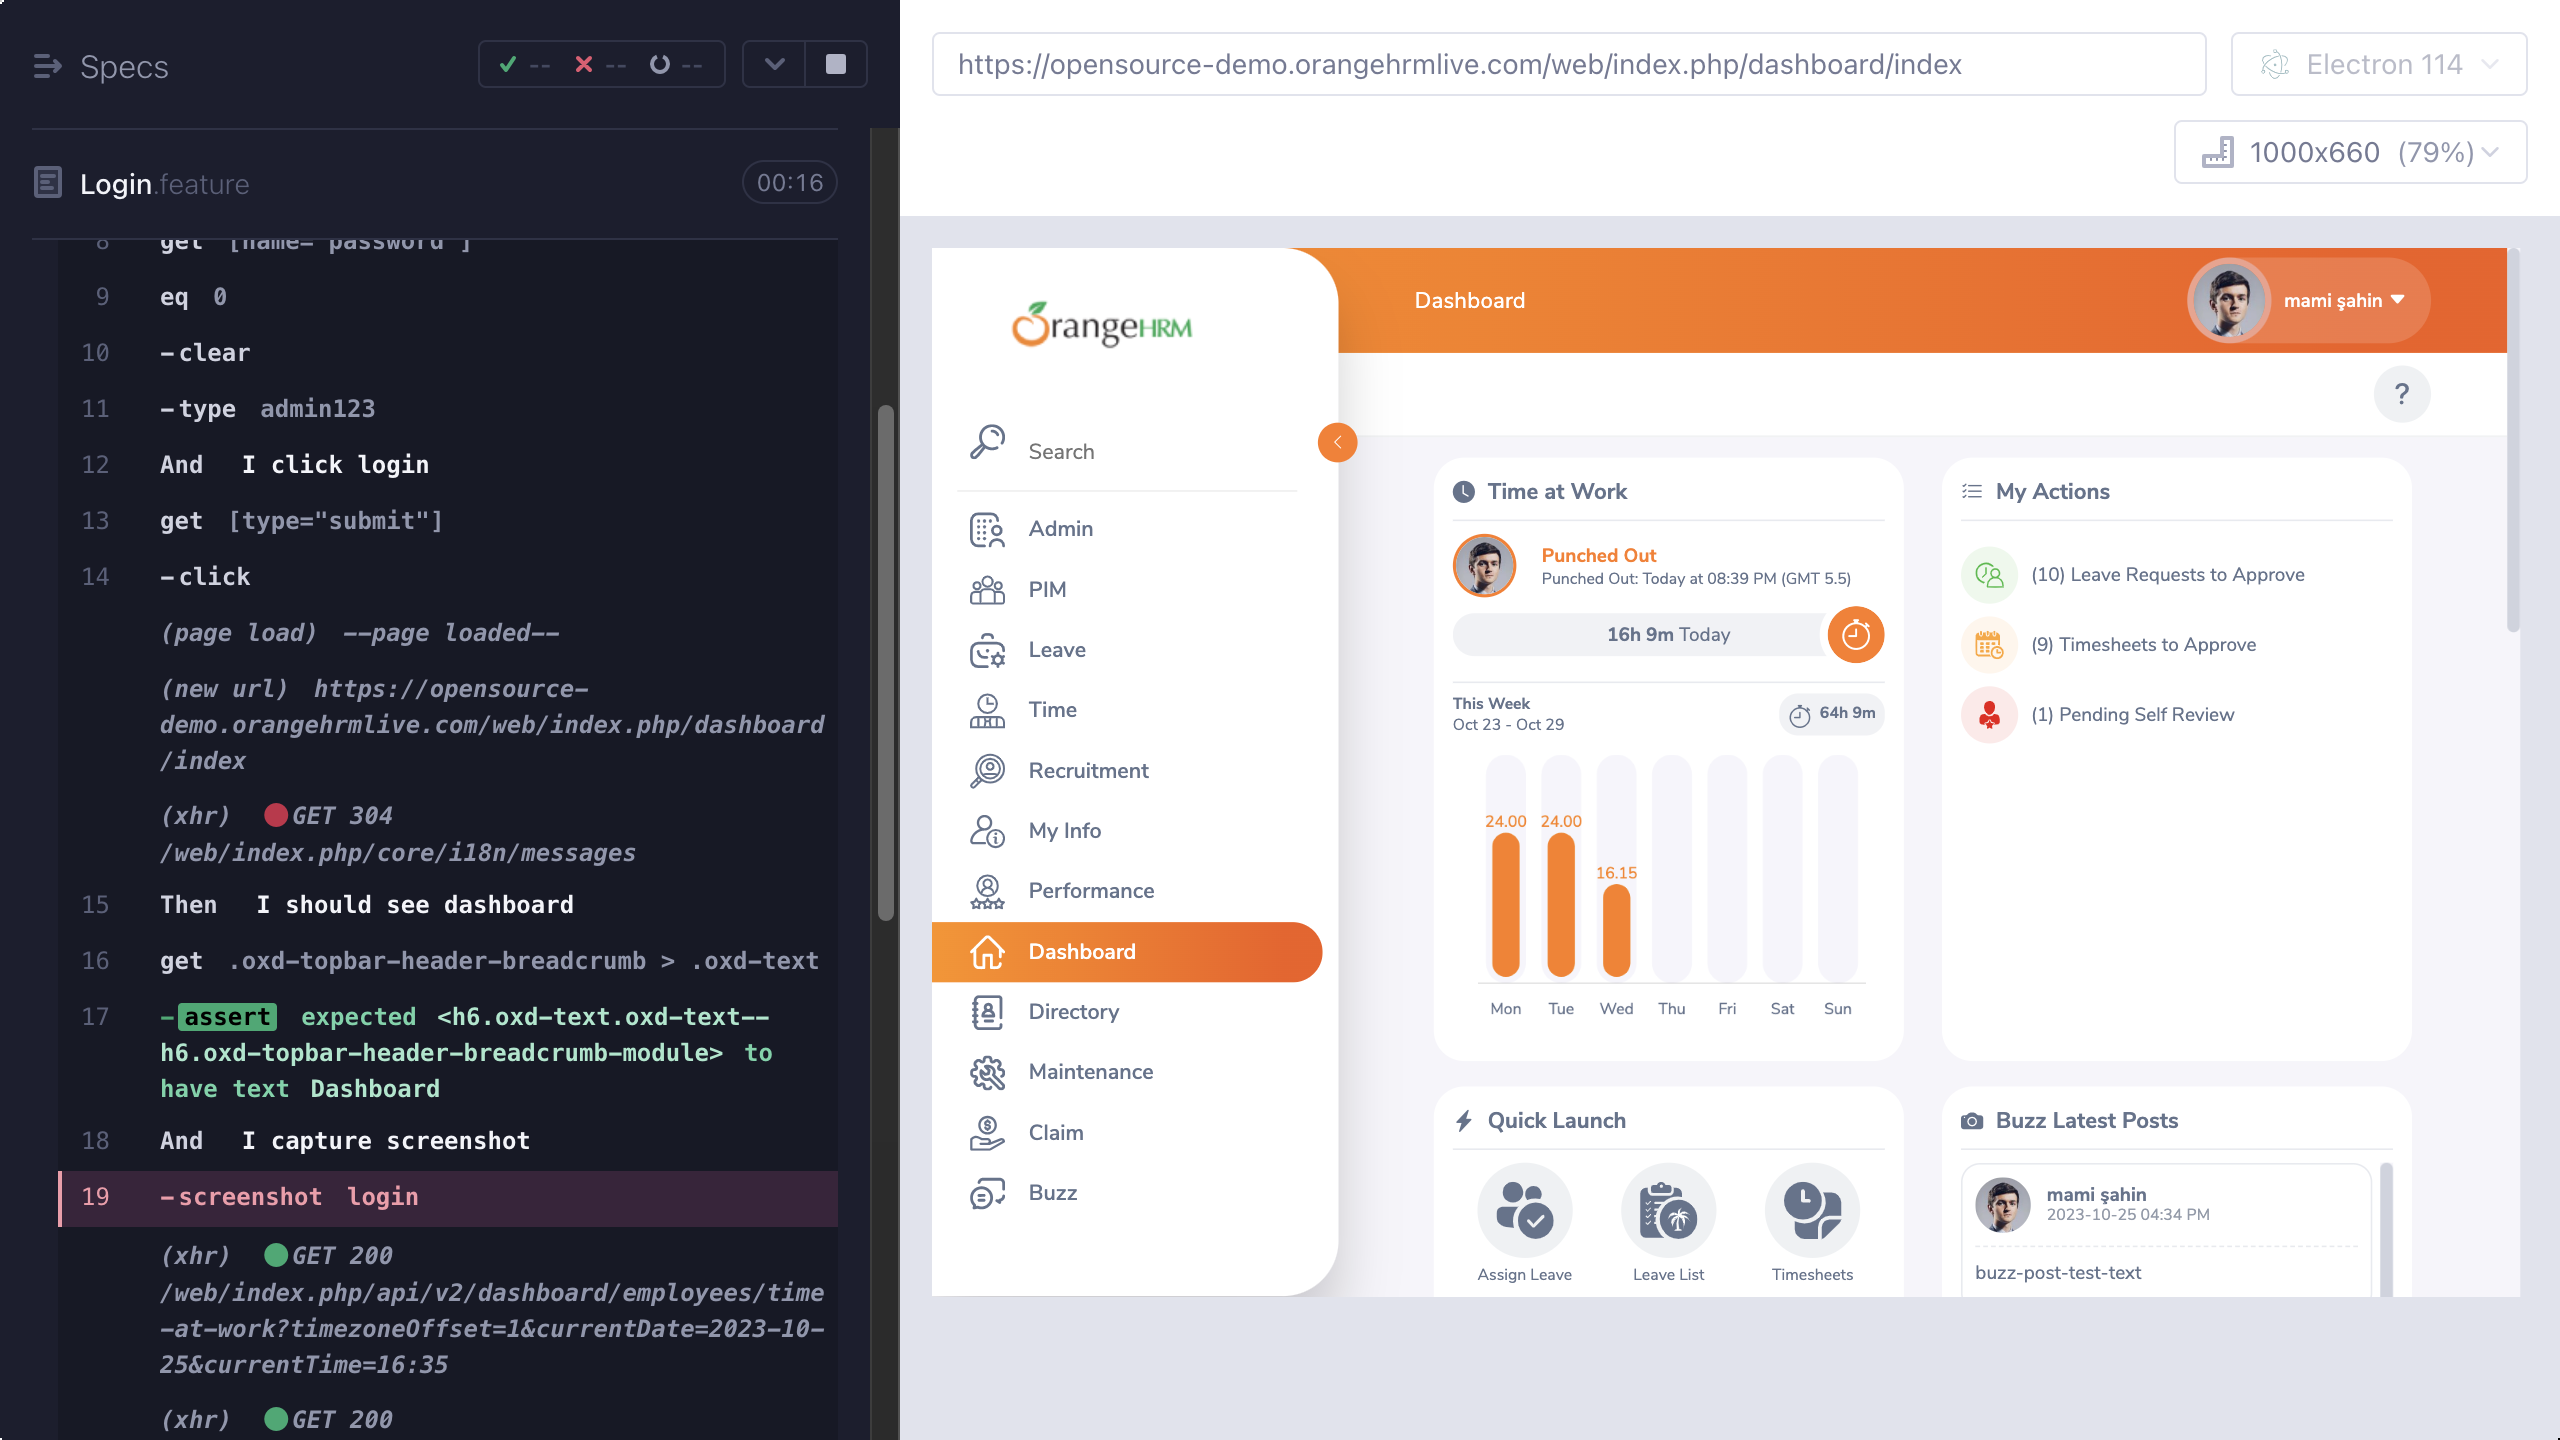 Specs
-- -- --
Login.feature
00:16
8 get [name="password"]
9 eq 0
10 -clear
11 -type admin123
12 And I click login
13 get [type="submit"]
14 -click
(page load) --page loaded--
(new url) https://opensource-
demo.orangehrmlive.com/web/index.php/dashboard
/index
(xhr) GET 304
/web/index.php/core/i18n/messages
15 Then I should see dashboard
16 get .oxd-topbar-header-breadcrumb > .oxd-text
17 -assert expected <h6.oxd-text.oxd-text--
h6.oxd-topbar-header-breadcrumb-module> to
have text Dashboard
18 And I capture screenshot
19 -screenshot login
(xhr) GET 200
/web/index.php/api/v2/dashboard/employees/time
-at-work?timezoneOffset=1&currentDate=2023-10-
25&currentTime=16:35
(xhr) GET 200
https://opensource-demo.orangehrmlive.com/web/index.php/dashboard/index
Electron 114
1000x660 (79%)
OrangeHRM
Search
Admin
PIM
Leave
Time
Recruitment
My Info
Performance
Dashboard
Directory
Maintenance
Claim
Buzz
Dashboard
mami şahin
?
Time at Work
Punched Out
Punched Out: Today at 08:39 PM (GMT 5.5)
16h 9m Today
This Week
Oct 23 - Oct 29
64h 9m
24.00 24.00
16.15
Mon Tue Wed Thu Fri Sat Sun
My Actions
(10) Leave Requests to Approve
(9) Timesheets to Approve
(1) Pending Self Review
Quick Launch
Assign Leave Leave List Timesheets
Buzz Latest Posts
mami şahin
2023-10-25 04:34 PM
buzz-post-test-text